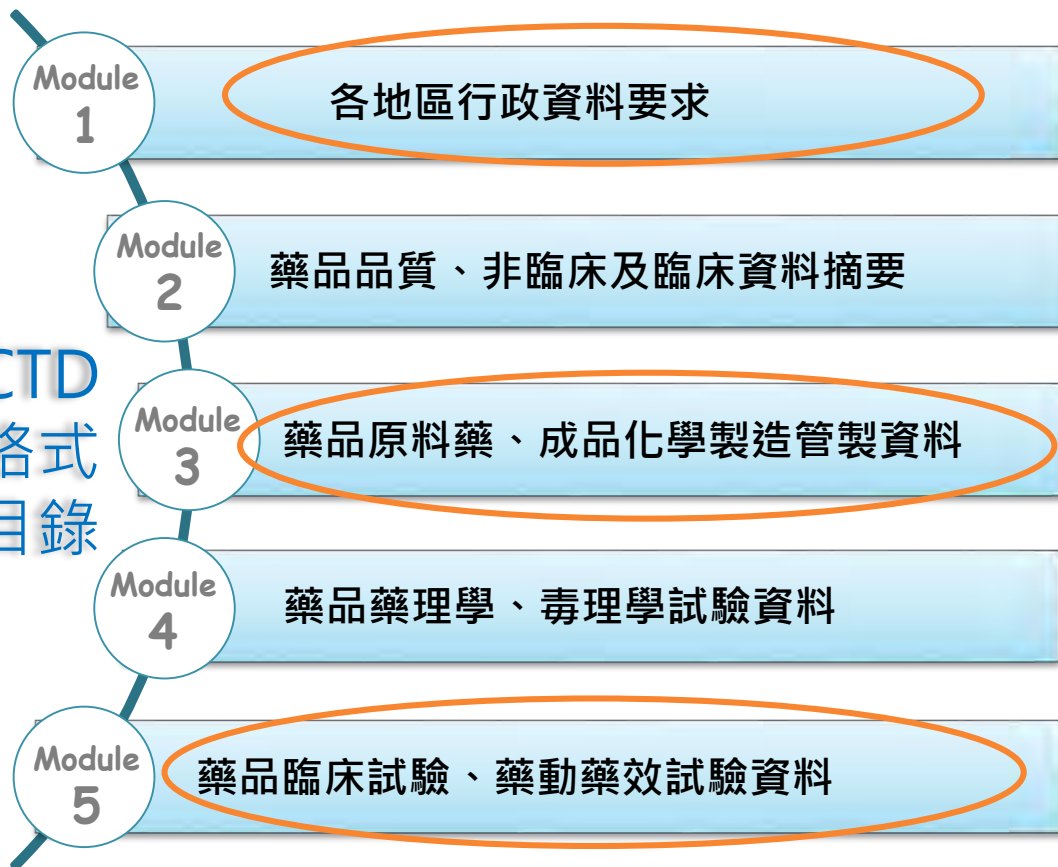 Module
1
各地區行政資料要求
Module
2
藥品品質、非臨床及臨床資料摘要
CTD
格式
目錄
Module
3
藥品原料藥、成品化學製造管製資料
Module
4
藥品藥理學、毒理學試驗資料
Module
5
藥品臨床試驗、藥動藥效試驗資料